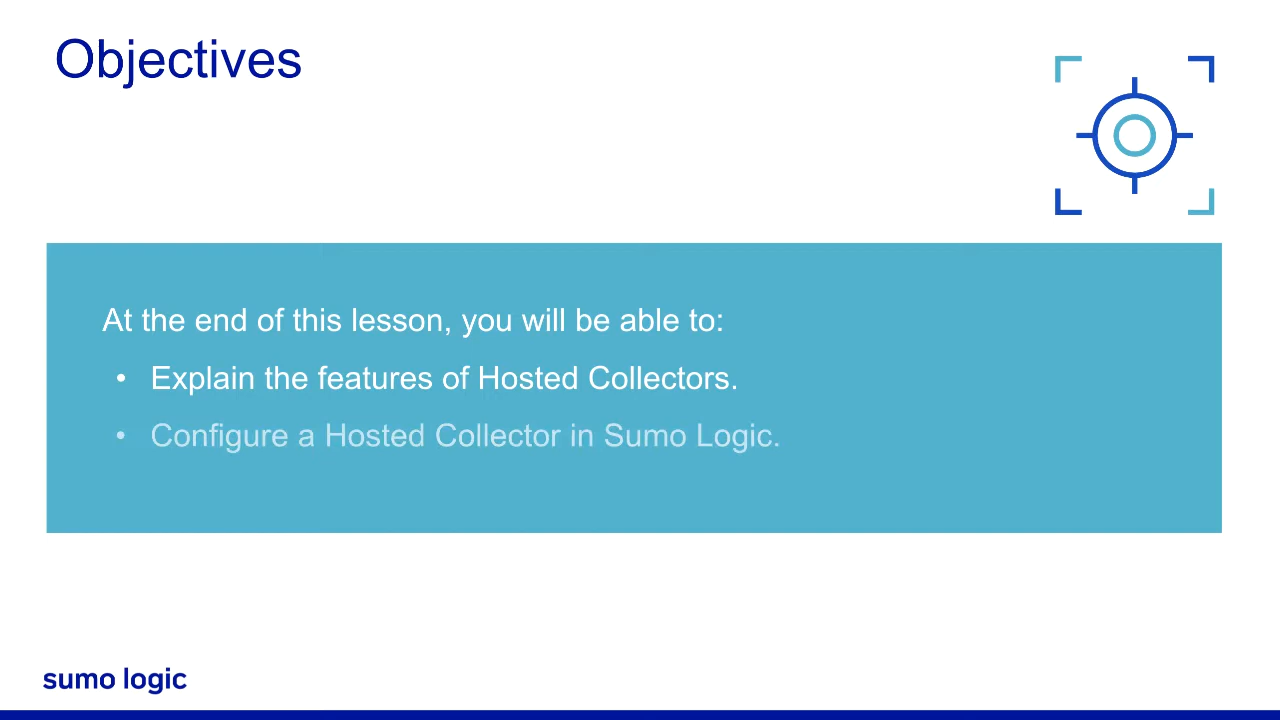 Objectives
At the end of this lesson, you will be able to:
• Explain the features of Hosted Collectors.
• Configure a Hosted Collector in Sumo Logic.
sumo logic